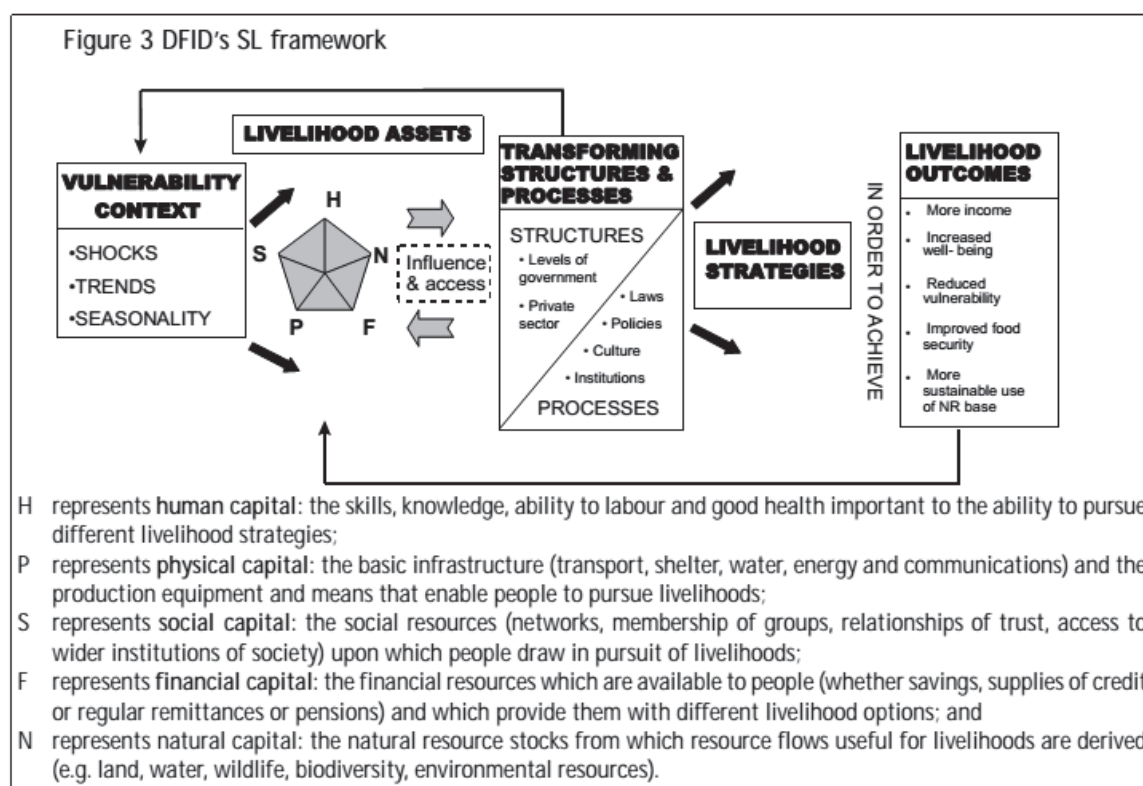 Figure 3 DFID's SL framework
LIVELIHOOD ASSETS
VULNERABILITY
CONTEXT
•SHOCKS
•TRENDS
•SEASONALITY
H
S
N
P
F
Influence
& access
TRANSFORMING
STRUCTURES &
PROCESSES
STRUCTURES
• Levels of
government
• Private
sector
• Laws
• Policies
• Culture
• Institutions
PROCESSES
LIVELIHOOD
STRATEGIES
IN ORDER TO ACHIEVE
LIVELIHOOD
OUTCOMES
• More income
• Increased
well- being
• Reduced
vulnerability
• Improved food
security
• More
sustainable use
of NR base
H represents human capital: the skills, knowledge, ability to labour and good health important to the ability to pursue
different livelihood strategies;
P represents physical capital: the basic infrastructure (transport, shelter, water, energy and communications) and the
production equipment and means that enable people to pursue livelihoods;
S represents social capital: the social resources (networks, membership of groups, relationships of trust, access to
wider institutions of society) upon which people draw in pursuit of livelihoods;
F represents financial capital: the financial resources which are available to people (whether savings, supplies of credit
or regular remittances or pensions) and which provide them with different livelihood options; and
N represents natural capital: the natural resource stocks from which resource flows useful for livelihoods are derived
(e.g. land, water, wildlife, biodiversity, environmental resources).